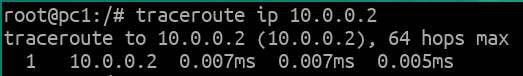 root@pc1:/# traceroute ip 10.0.0.2
traceroute to 10.0.0.2 (10.0.0.2), 64 hops max
  1   10.0.0.2  0.007ms  0.007ms  0.005ms